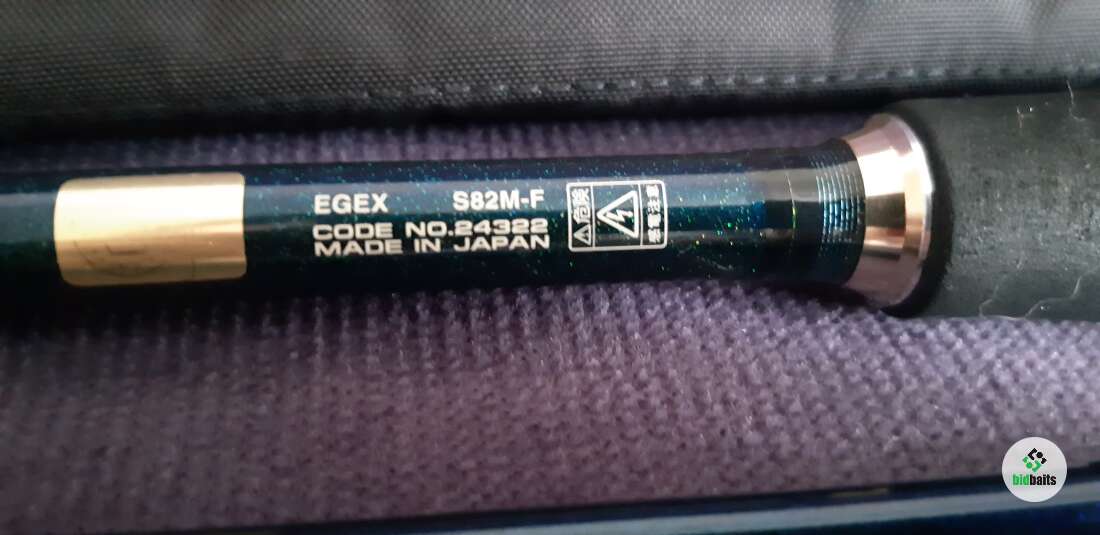 EGEX S82M-F
CODE NO.24322
MADE IN JAPAN
危険
感電注意
bidbaits